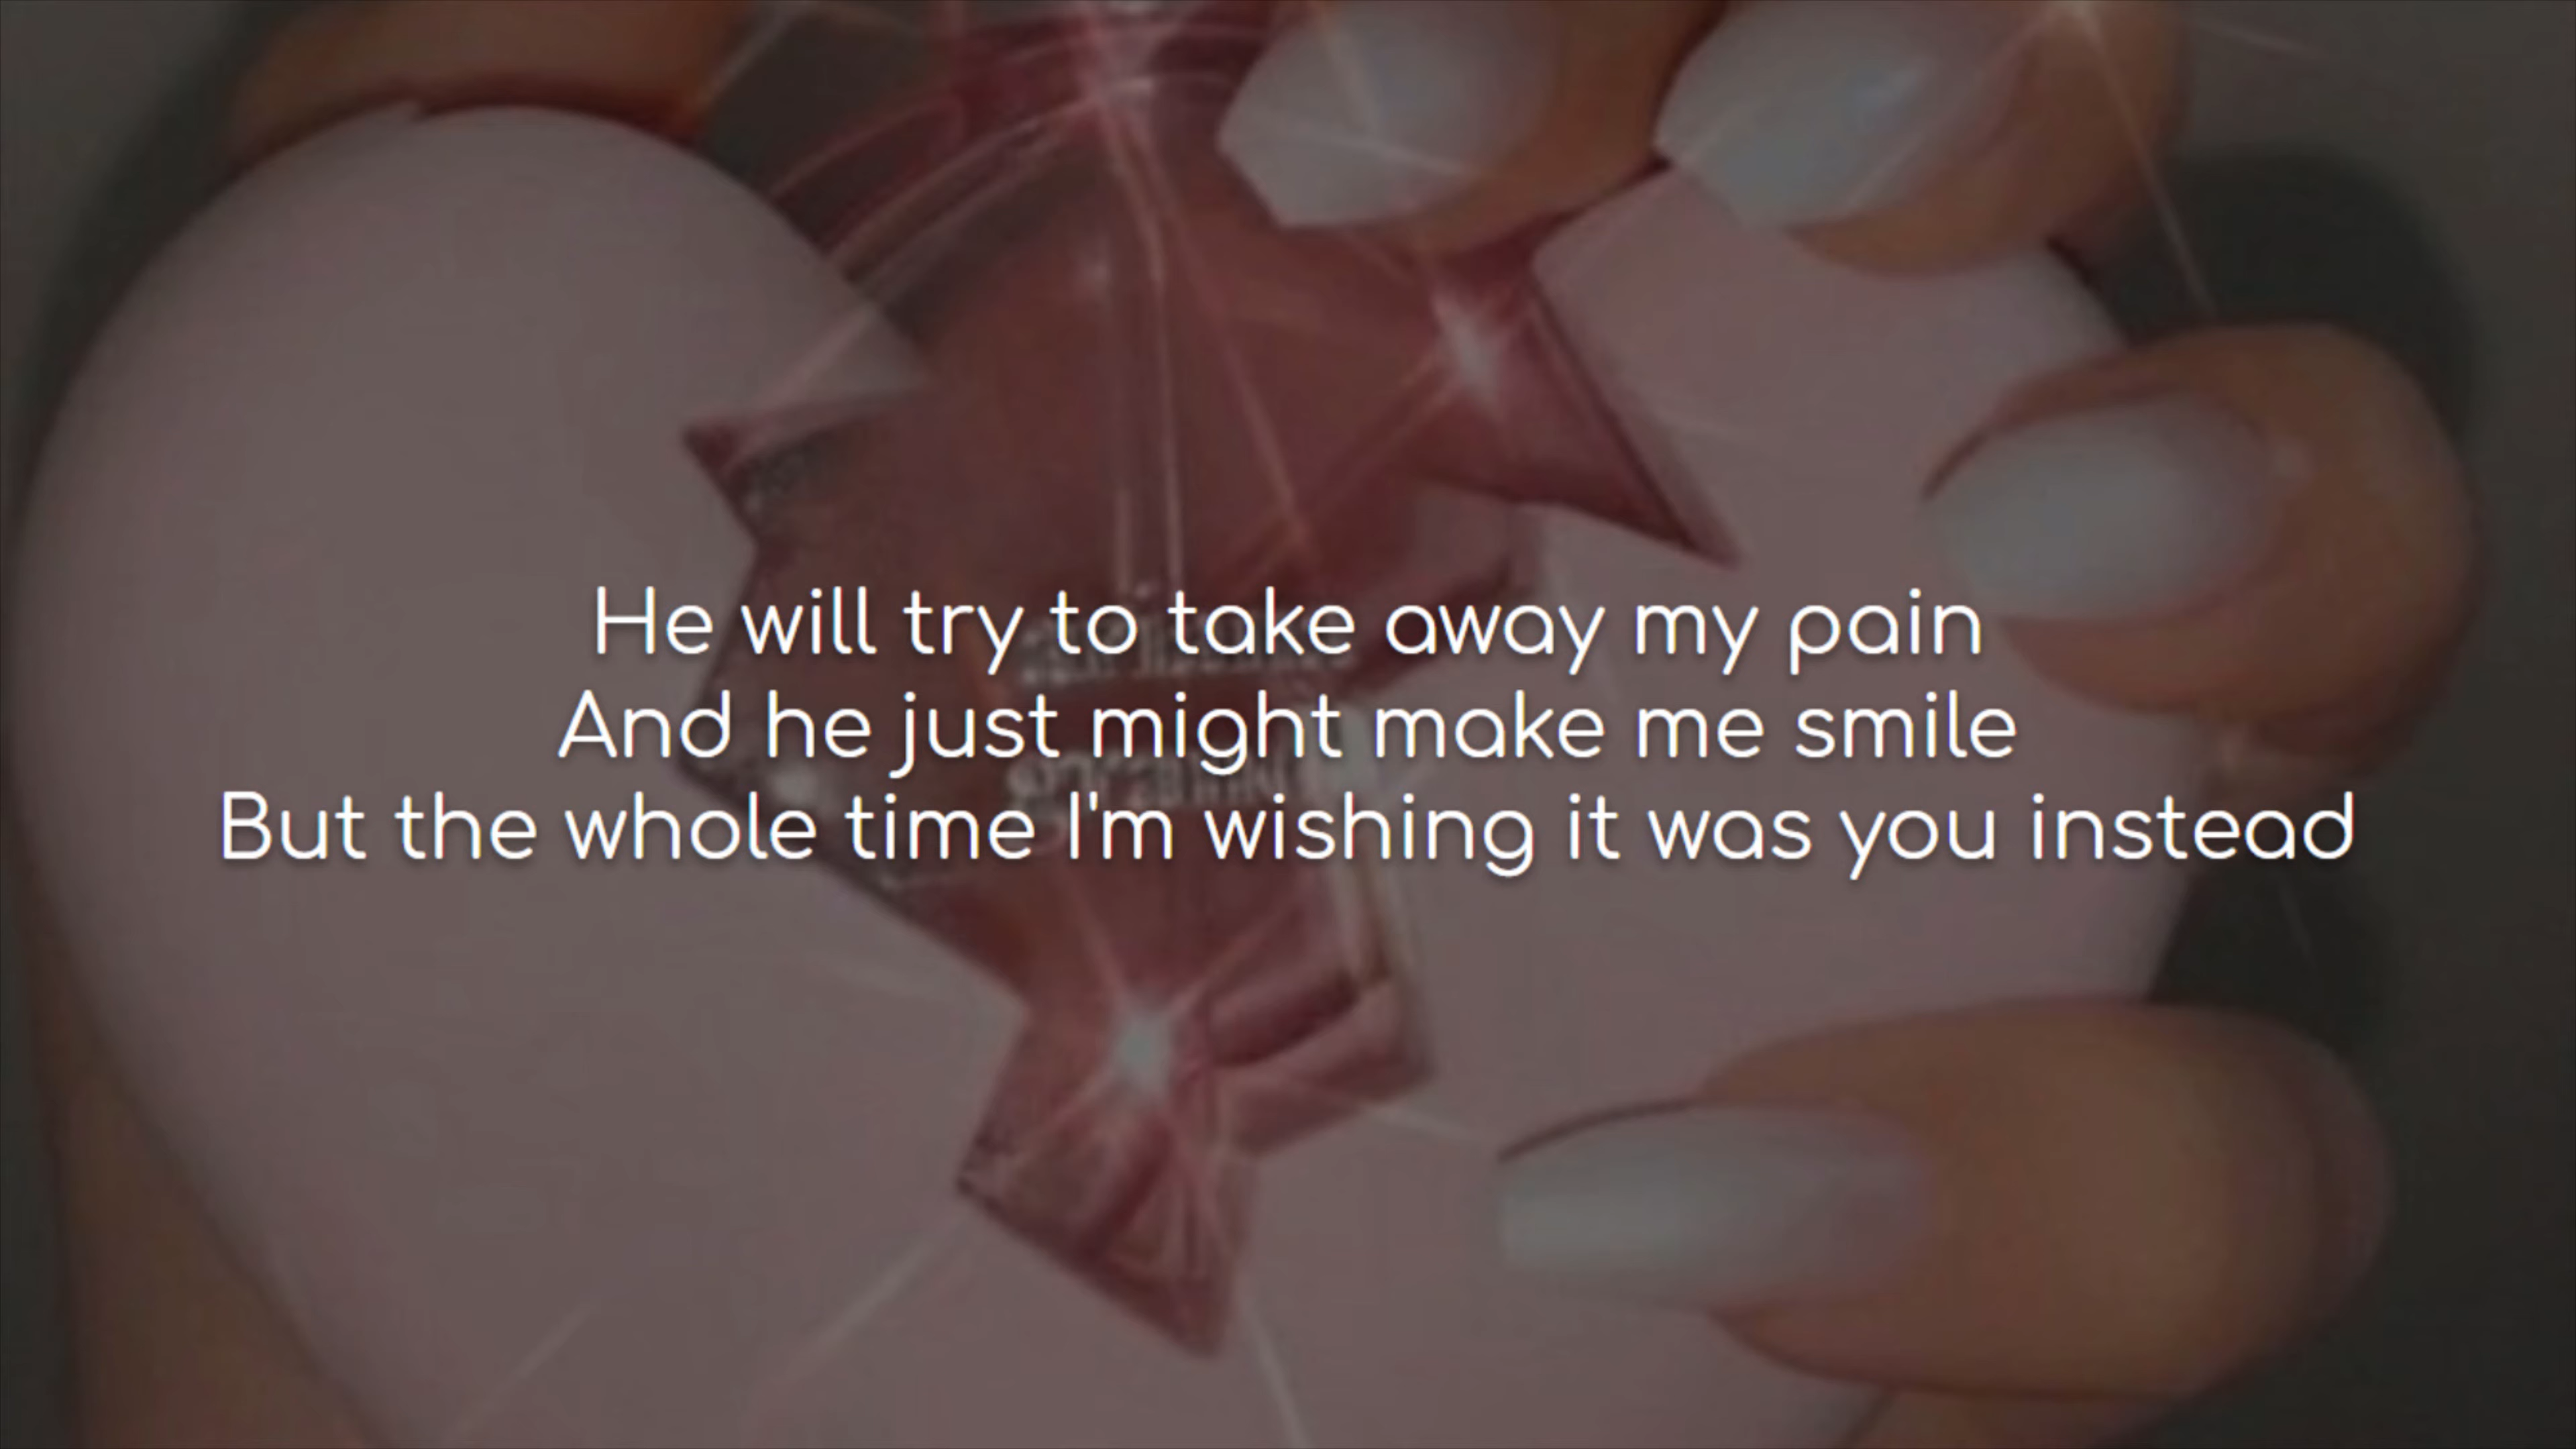 He will try to take away my pain
And he just might make me smile
But the whole time I'm wishing it was you instead